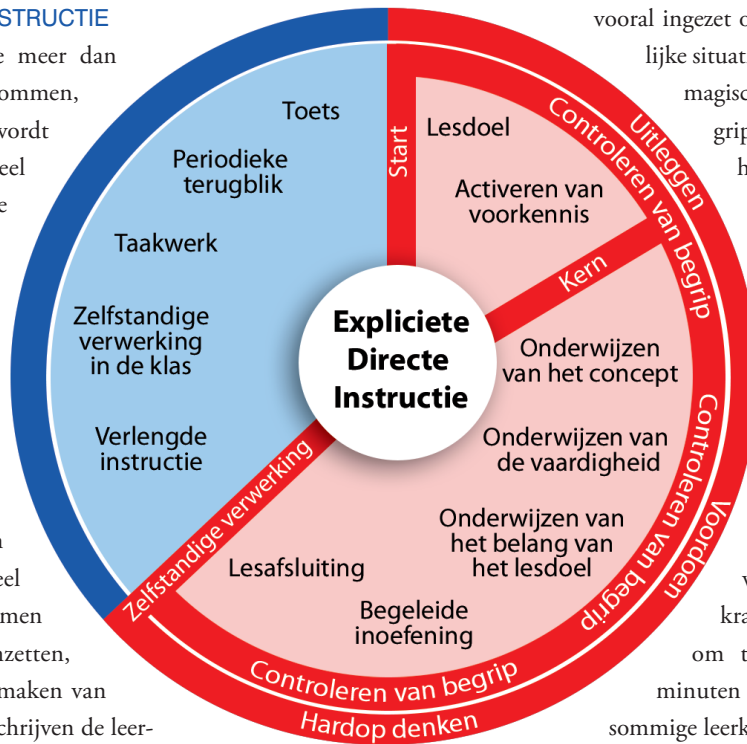 STRUCTIE
meer dan
ommen,
wordt
eel
e
eel
men
nzetten,
maken van
chrijven de leer-
Toets
Periodieke
terugblik
Taakwerk
Zelfstandige
verwerking
in de klas
Verlengde
instructie
Start
Lesdoel
Activeren van
voorkennis
Kern
Expliciete
Directe
Instructie
Onderwijzen
van het concept
Onderwijzen van
de vaardigheid
Onderwijzen van
het belang van
het lesdoel
Begeleide
inoefening
Lesafsluiting
Zelfstandige verwerking
Controleren van begrip
Controleren van begrip
Controleren van begrip
Uitleggen
Voordoen
Hardop denken
vooral ingezet
lijke situat
magisc
grip
h
v
kra
om t
minuten
sommige leerk